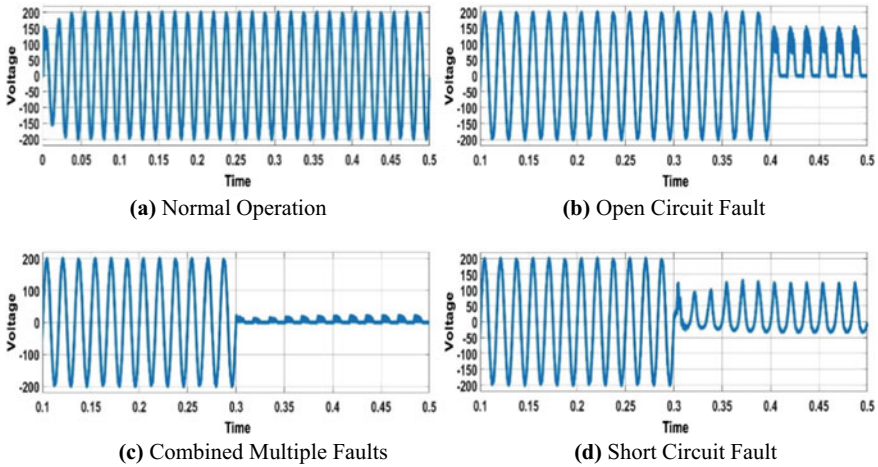 200
150
100
50
0
-50
-100
-150
-200
Voltage
0 0.05 0.1 0.15 0.2 0.25 0.3 0.35 0.4 0.45 0.5
Time
(a) Normal Operation
200
150
100
50
0
-50
-100
-150
-200
Voltage
0.1 0.15 0.2 0.25 0.3 0.35 0.4 0.45 0.5
Time
(b) Open Circuit Fault
200
100
0
-100
-200
Voltage
0.1 0.15 0.2 0.25 0.3 0.35 0.4 0.45 0.5
Time
(c) Combined Multiple Faults
200
150
100
50
0
-50
-100
-150
-200
Voltage
0.1 0.15 0.2 0.25 0.3 0.35 0.4 0.45 0.5
Time
(d) Short Circuit Fault